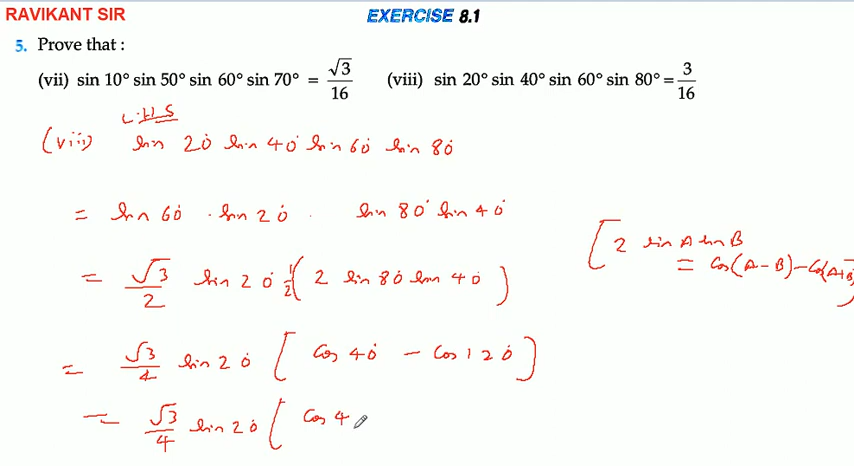 RAVIKANT SIR
EXERCISE 8.1
5. Prove that :
(vii) sin 10° sin 50° sin 60° sin 70° = √3/16 (viii) sin 20° sin 40° sin 60° sin 80° = 3/16
L.H.S
(viii) sin 20° sin 40° sin 60° sin 80°
= sin 60° · sin 20° · sin 80° sin 40°
[2 sin A sin B
= cos(A-B) - cos(A+B)
= √3/2 sin 20° 1/2 (2 sin 80° sin 40°)
= √3/4 sin 20° [cos 40° - cos 120°]
= √3/4 sin 20° [cos 4